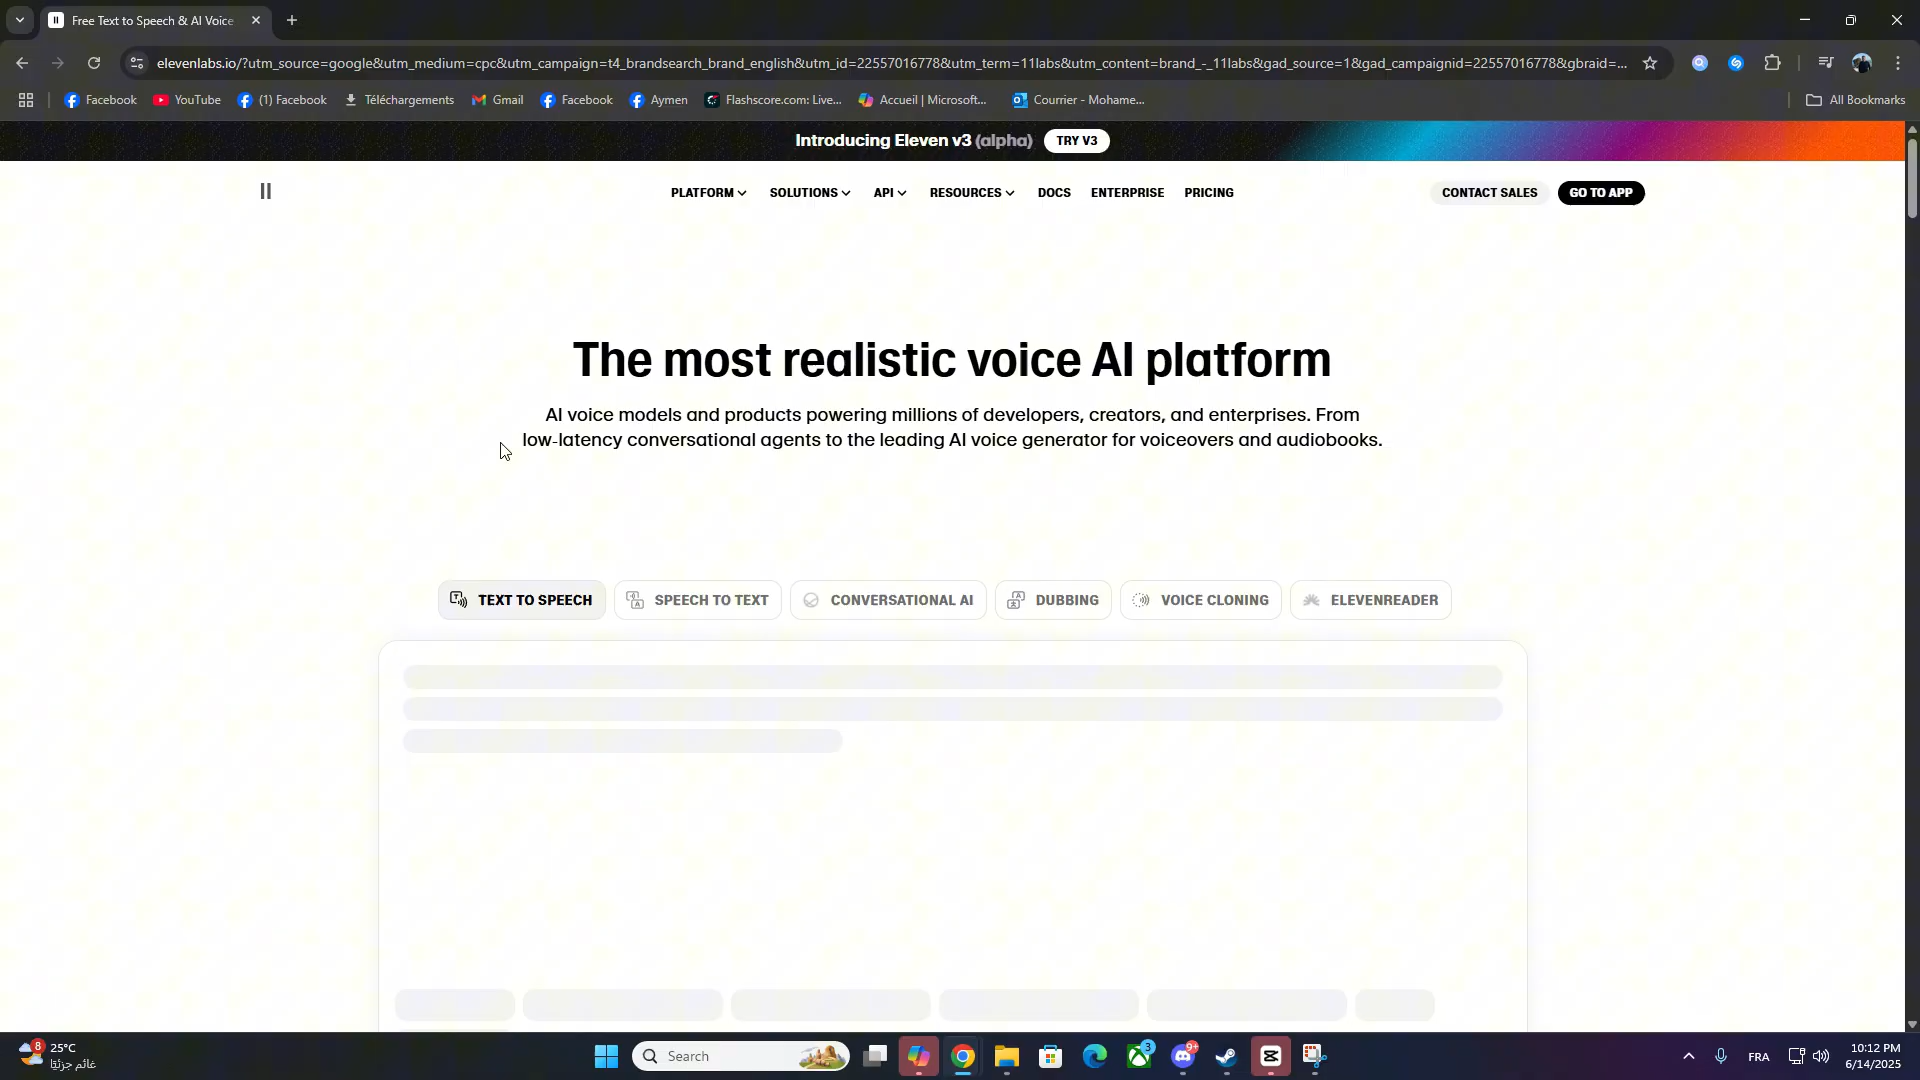 Free Text to Speech & AI Voice
elevenlabs.io/?utm_source=google&utm_medium=cpc&utm_campaign=t4_brandsearch_brand_english&utm_id=22557016778&utm_term=11labs&utm_content=brand_-_11labs&gad_source=1&gad_campaignid=22557016778&gbraid=...
Facebook YouTube (1) Facebook Téléchargements Gmail Facebook Aymen Flashscore.com: Live... Accueil | Microsoft... Courrier - Mohame... All Bookmarks
Introducing Eleven v3 (alpha) TRY V3
PLATFORM SOLUTIONS API RESOURCES DOCS ENTERPRISE PRICING CONTACT SALES GO TO APP
The most realistic voice AI platform
AI voice models and products powering millions of developers, creators, and enterprises. From
low-latency conversational agents to the leading AI voice generator for voiceovers and audiobooks.
TEXT TO SPEECH SPEECH TO TEXT CONVERSATIONAL AI DUBBING VOICE CLONING ELEVENREADER
8 25°C
غائم جزئيًا
Search
3
9+
FRA
10:12 PM
6/14/2025